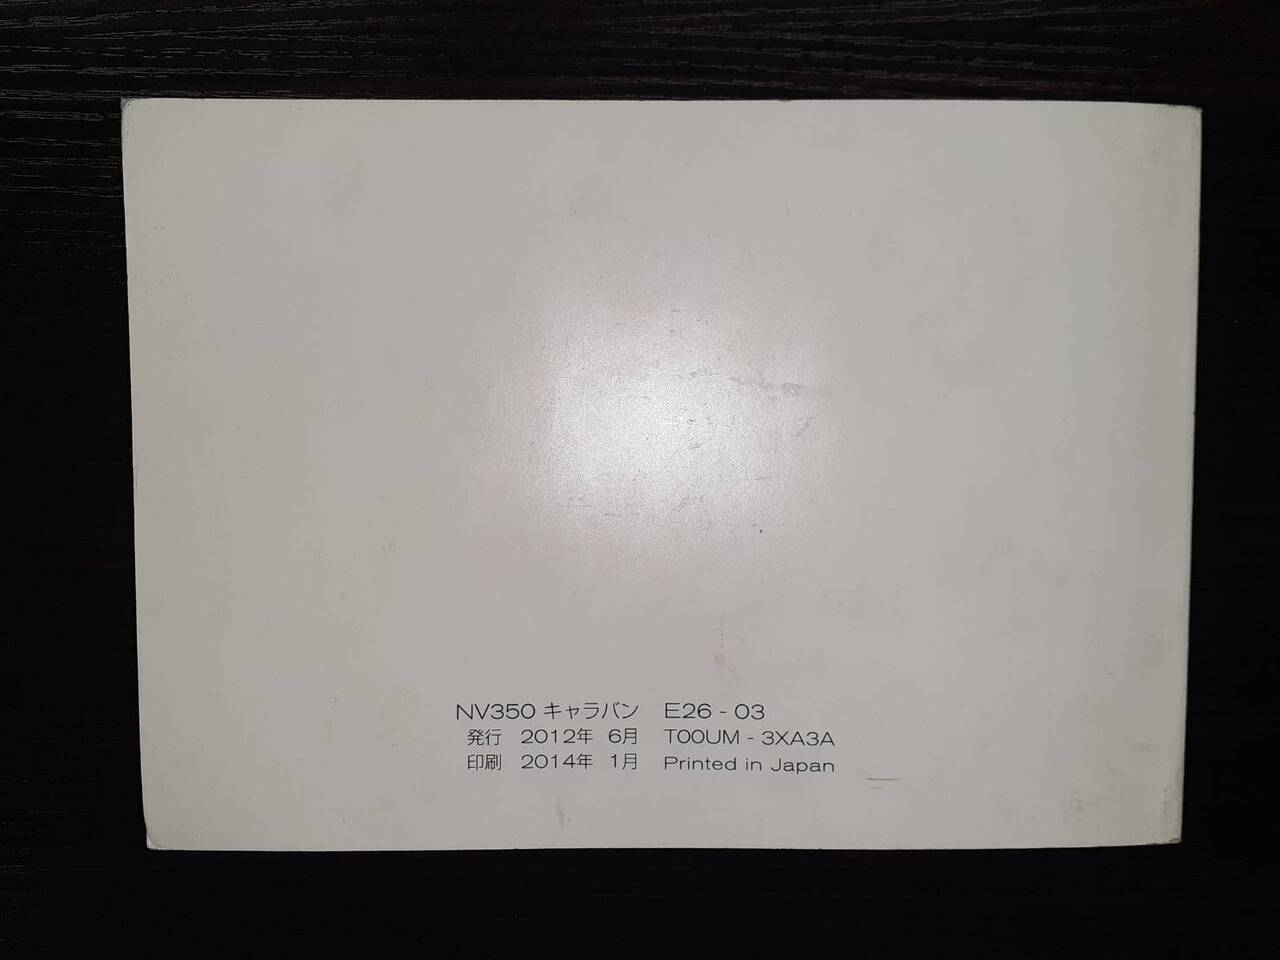 NV350 キャラバン E26 - 03
発行 2012年 6月 T00UM - 3XA3A
印刷 2014年 1月 Printed in Japan